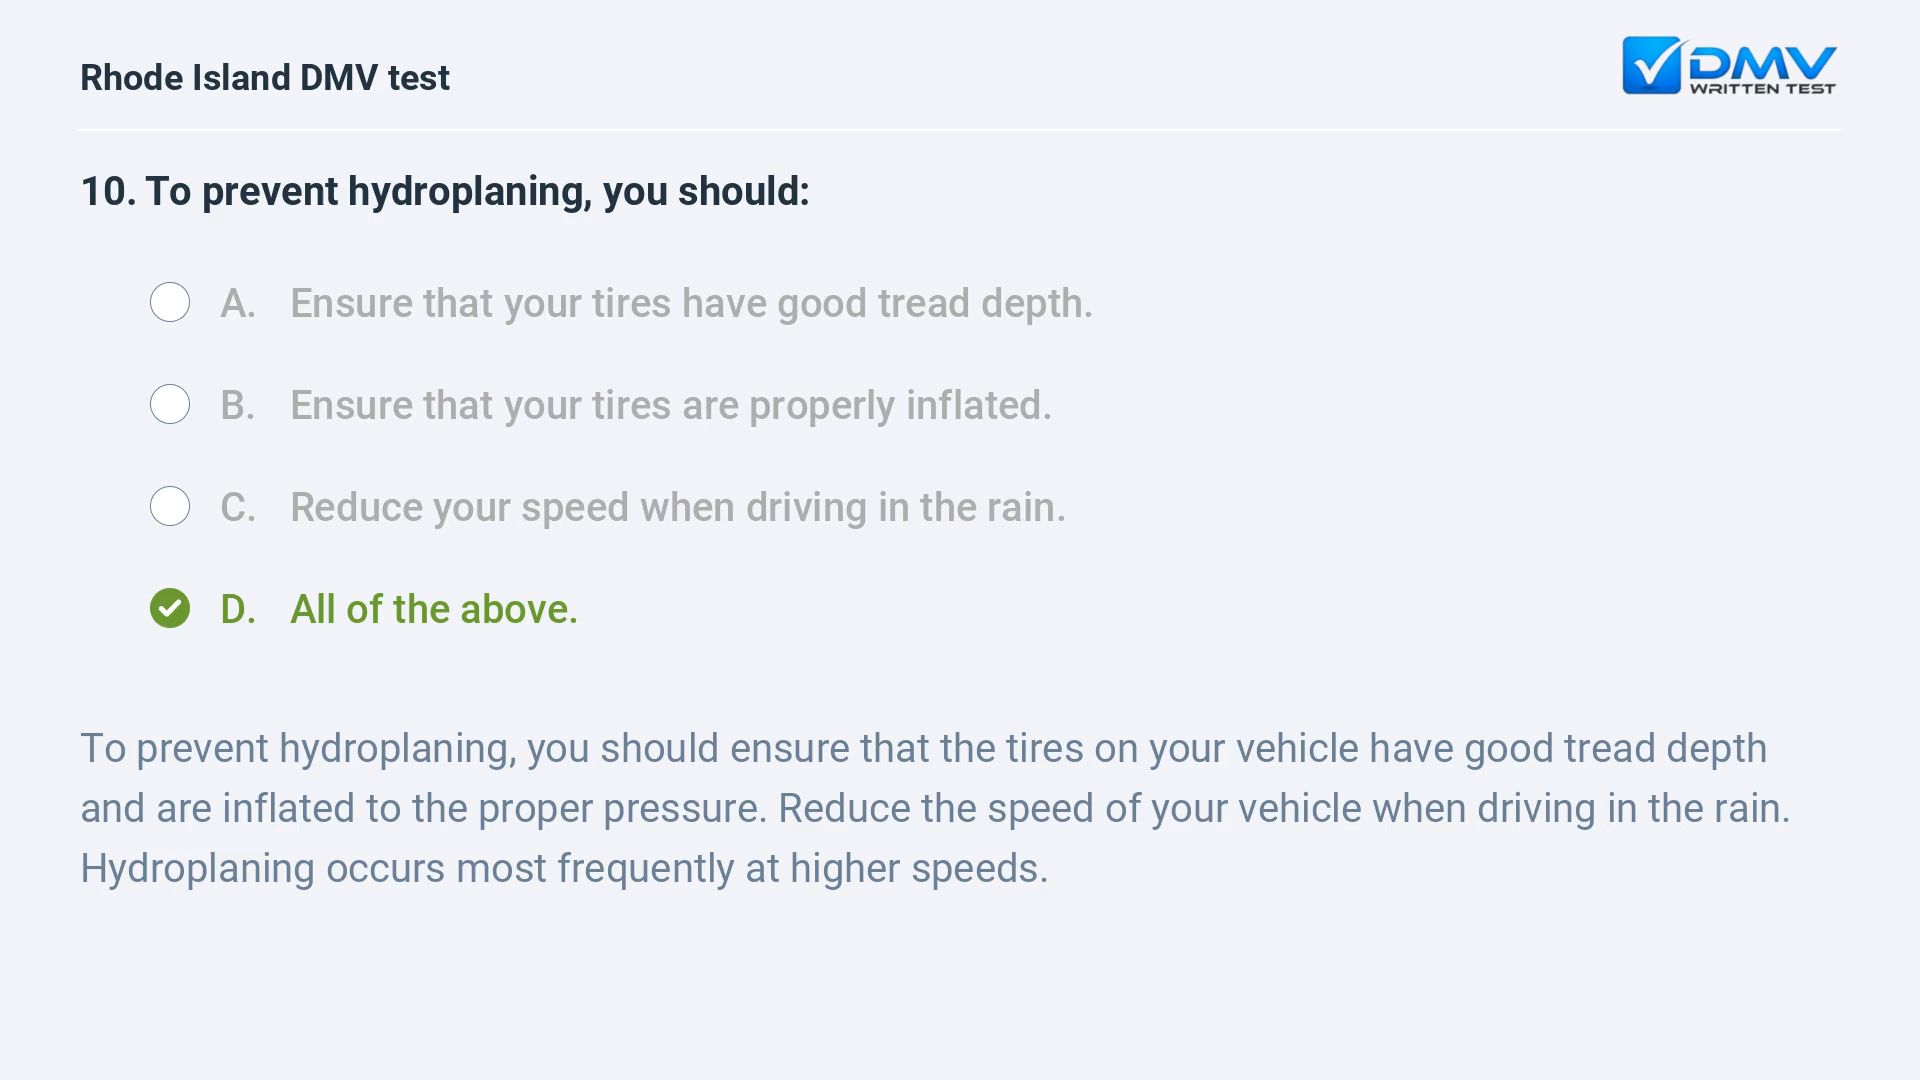 Rhode Island DMV test
DMV
WRITTEN TEST
10. To prevent hydroplaning, you should:
A. Ensure that your tires have good tread depth.
B. Ensure that your tires are properly inflated.
C. Reduce your speed when driving in the rain.
D. All of the above.
To prevent hydroplaning, you should ensure that the tires on your vehicle have good tread depth
and are inflated to the proper pressure. Reduce the speed of your vehicle when driving in the rain.
Hydroplaning occurs most frequently at higher speeds.